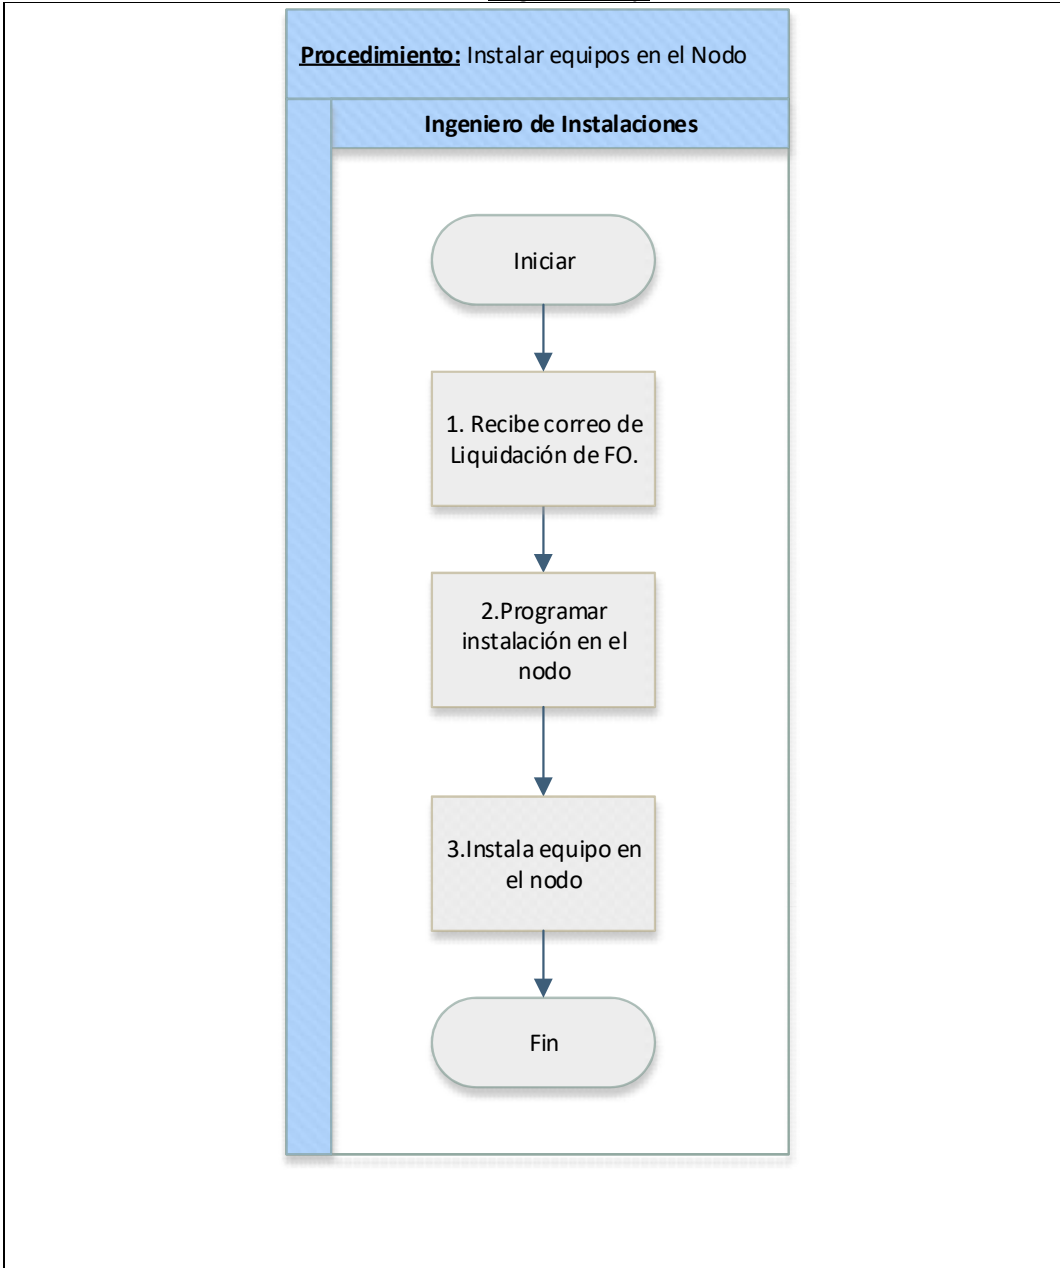 Procedimiento: Instalar equipos en el Nodo
Ingeniero de Instalaciones
Iniciar
1. Recibe correo de
Liquidación de FO.
2.Programar
instalación en el
nodo
3.Instala equipo en
el nodo
Fin